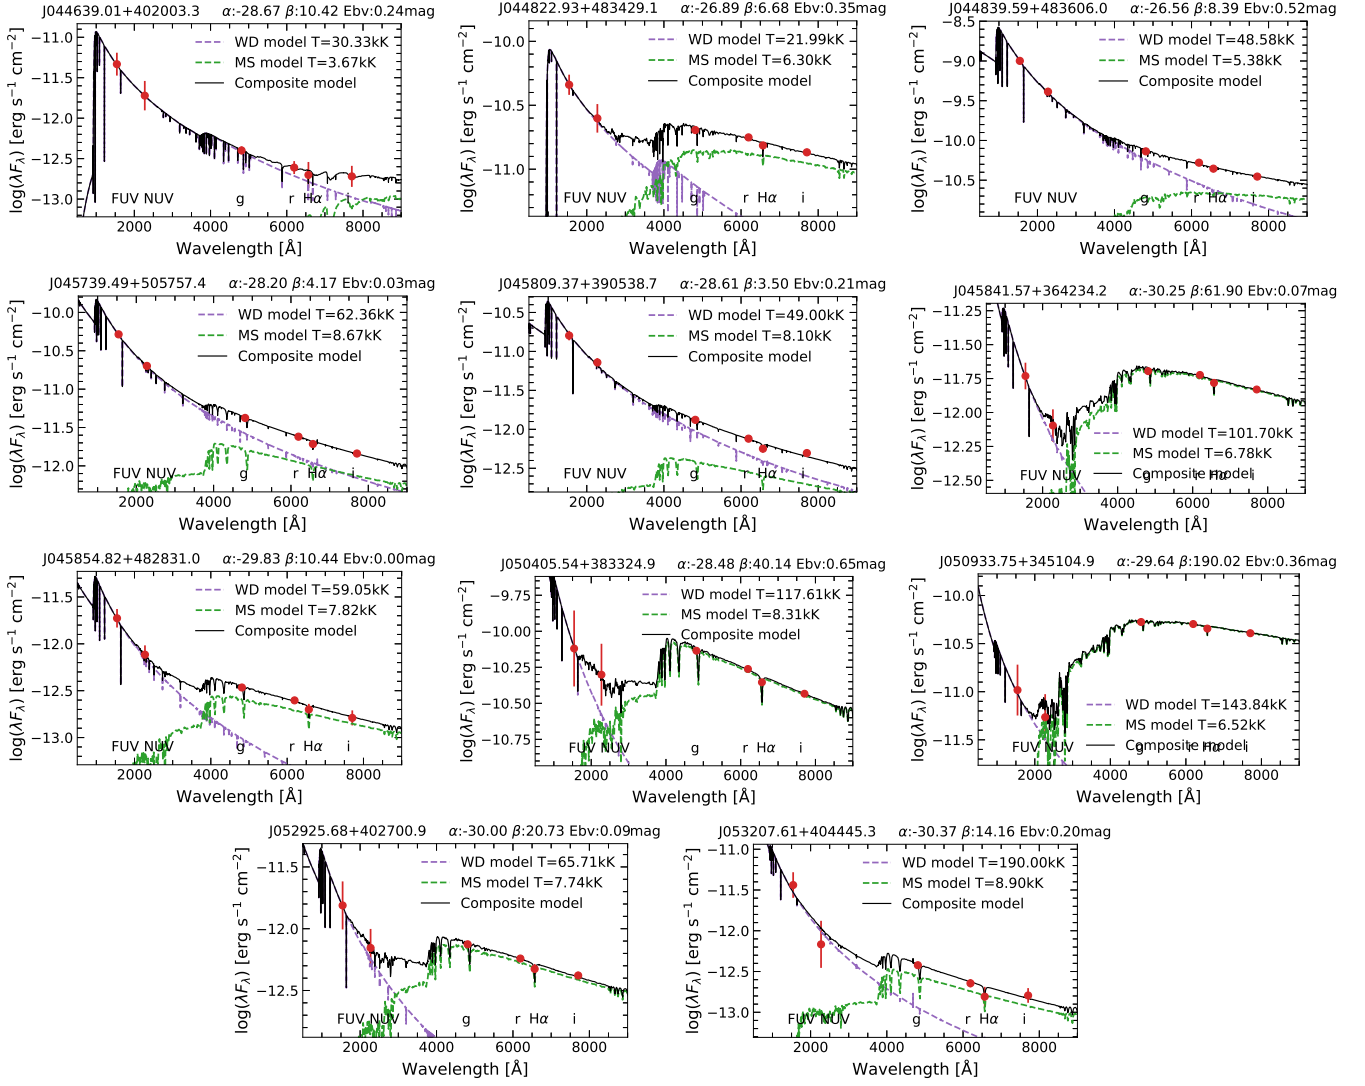 J044639.01+402003.3 α:-28.67 β:10.42 Ebv:0.24mag
WD model T=30.33kK
MS model T=3.67kK
Composite model
log(λFλ) [erg s⁻¹ cm⁻²]
−11.0
−11.5
−12.0
−12.5
−13.0
FUV NUV g r Hα i
2000 4000 6000 8000
Wavelength [Å]
J044822.93+483429.1 α:-26.89 β:6.68 Ebv:0.35mag
WD model T=21.99kK
MS model T=6.30kK
Composite model
log(λFλ) [erg s⁻¹ cm⁻²]
−10.0
−10.5
−11.0
FUV NUV g r Hα i
2000 4000 6000 8000
Wavelength [Å]
J044839.59+483606.0 α:-26.56 β:8.39 Ebv:0.52mag
WD model T=48.58kK
MS model T=5.38kK
Composite model
log(λFλ) [erg s⁻¹ cm⁻²]
−8.5
−9.0
−9.5
−10.0
−10.5
FUV NUV g r Hα i
2000 4000 6000 8000
Wavelength [Å]
J045739.49+505757.4 α:-28.20 β:4.17 Ebv:0.03mag
WD model T=62.36kK
MS model T=8.67kK
Composite model
log(λFλ) [erg s⁻¹ cm⁻²]
−10.0
−10.5
−11.0
−11.5
−12.0
FUV NUV g r Hα i
2000 4000 6000 8000
Wavelength [Å]
J045809.37+390538.7 α:-28.61 β:3.50 Ebv:0.21mag
WD model T=49.00kK
MS model T=8.10kK
Composite model
log(λFλ) [erg s⁻¹ cm⁻²]
−10.5
−11.0
−11.5
−12.0
−12.5
FUV NUV g r Hα i
2000 4000 6000 8000
Wavelength [Å]
J045841.57+364234.2 α:-30.25 β:61.90 Ebv:0.07mag
WD model T=101.70kK
MS model T=6.78kK
Composite model
log(λFλ) [erg s⁻¹ cm⁻²]
−11.25
−11.50
−11.75
−12.00
−12.25
−12.50
FUV NUV g r Hα i
2000 4000 6000 8000
Wavelength [Å]
J045854.82+482831.0 α:-29.83 β:10.44 Ebv:0.00mag
WD model T=59.05kK
MS model T=7.82kK
Composite model
log(λFλ) [erg s⁻¹ cm⁻²]
−11.5
−12.0
−12.5
−13.0
FUV NUV g r Hα i
2000 4000 6000 8000
Wavelength [Å]
J050405.54+383324.9 α:-28.48 β:40.14 Ebv:0.65mag
WD model T=117.61kK
MS model T=8.31kK
Composite model
log(λFλ) [erg s⁻¹ cm⁻²]
−9.75
−10.00
−10.25
−10.50
−10.75
FUV NUV g r Hα i
2000 4000 6000 8000
Wavelength [Å]
J050933.75+345104.9 α:-29.64 β:190.02 Ebv:0.36mag
WD model T=143.84kK
MS model T=6.52kK
Composite model
log(λFλ) [erg s⁻¹ cm⁻²]
−10.0
−10.5
−11.0
−11.5
FUV NUV g r Hα i
2000 4000 6000 8000
Wavelength [Å]
J052925.68+402700.9 α:-30.00 β:20.73 Ebv:0.09mag
WD model T=65.71kK
MS model T=7.74kK
Composite model
log(λFλ) [erg s⁻¹ cm⁻²]
−11.5
−12.0
−12.5
FUV NUV g r Hα i
2000 4000 6000 8000
Wavelength [Å]
J053207.61+404445.3 α:-30.37 β:14.16 Ebv:0.20mag
WD model T=190.00kK
MS model T=8.90kK
Composite model
log(λFλ) [erg s⁻¹ cm⁻²]
−11.0
−11.5
−12.0
−12.5
−13.0
FUV NUV g r Hα i
2000 4000 6000 8000
Wavelength [Å]